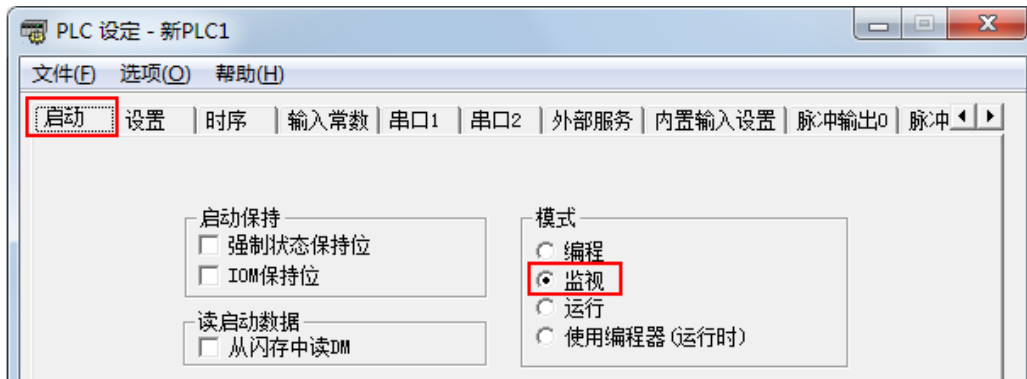 PLC 设定 - 新PLC1
文件(F) 选项(O) 帮助(H)
启动 设置 时序 输入常数 串口1 串口2 外部服务 内置输入设置 脉冲输出0 脉冲
启动保持
强制状态保持位
IOM保持位
读启动数据
从闪存中读DM
模式
编程
监视
运行
使用编程器(运行时)